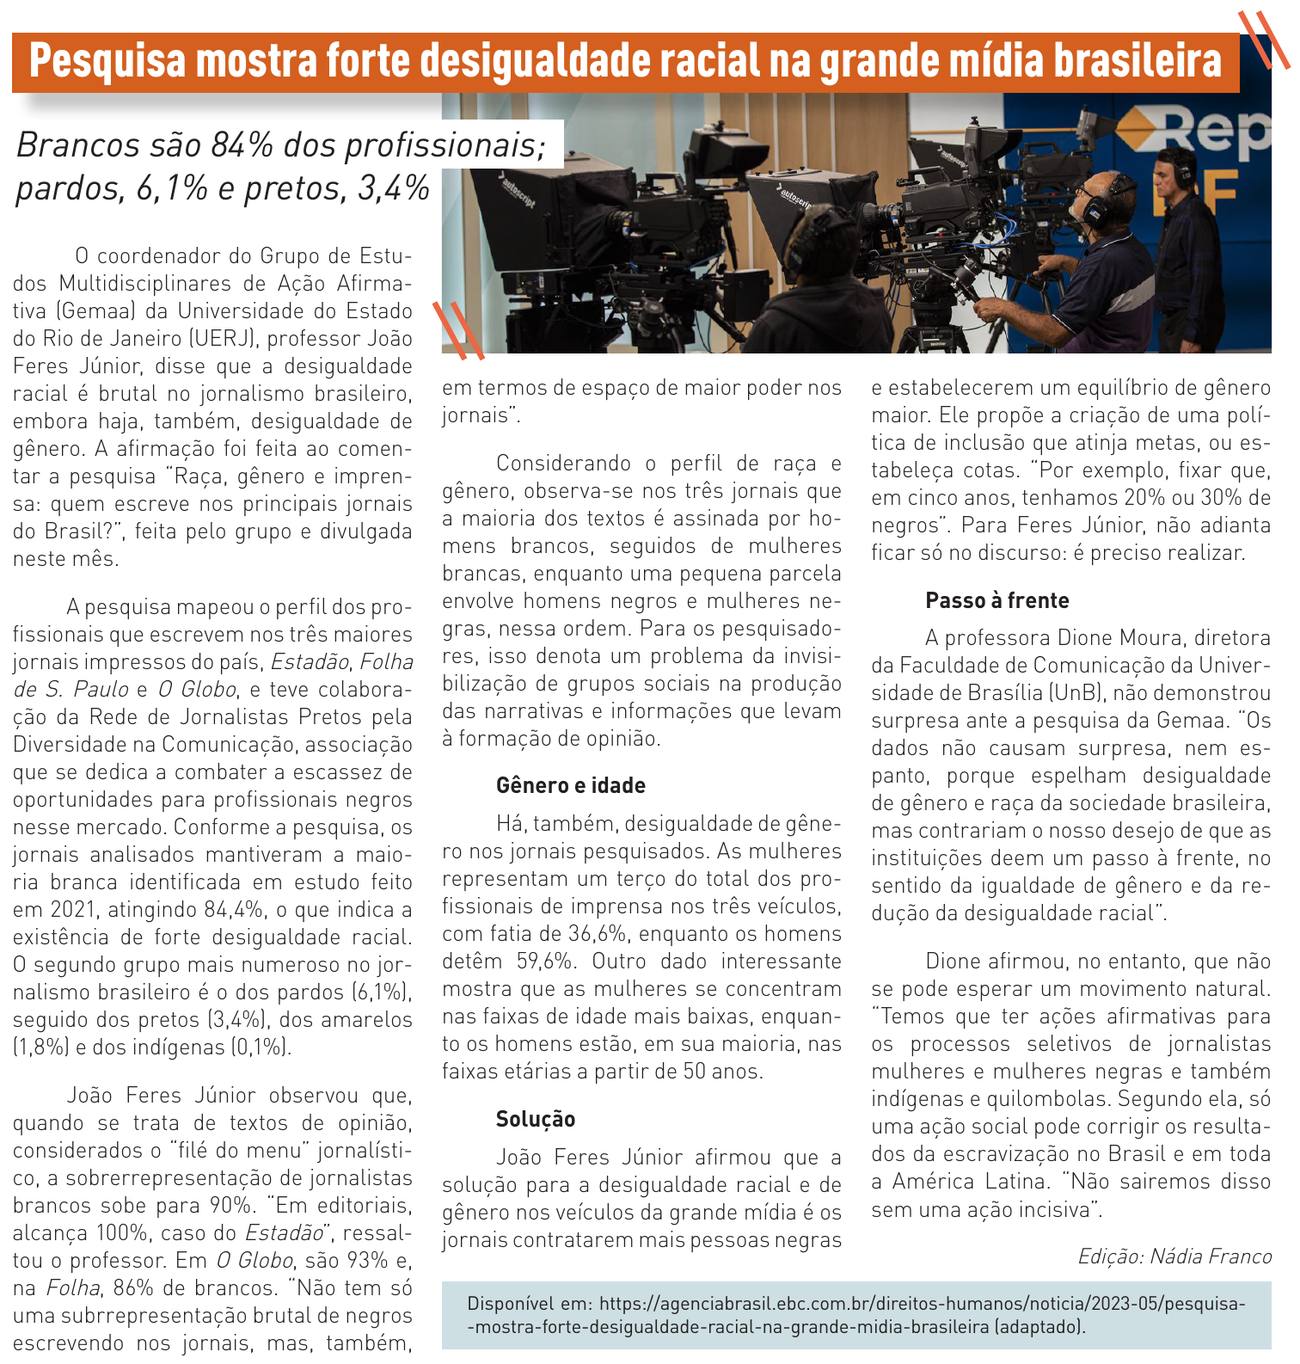 Pesquisa mostra forte desigualdade racial na grande mídia brasileira
Brancos são 84% dos profissionais;
pardos, 6,1% e pretos, 3,4%
autoscript
autoscript
autoscript
Rep
DF
O coordenador do Grupo de Estu-
dos Multidisciplinares de Ação Afirma-
tiva (Gemaa) da Universidade do Estado
do Rio de Janeiro (UERJ), professor João
Feres Júnior, disse que a desigualdade
racial é brutal no jornalismo brasileiro,
embora haja, também, desigualdade de
gênero. A afirmação foi feita ao comen-
tar a pesquisa “Raça, gênero e impren-
sa: quem escreve nos principais jornais
do Brasil?”, feita pelo grupo e divulgada
neste mês.
A pesquisa mapeou o perfil dos pro-
fissionais que escrevem nos três maiores
jornais impressos do país, Estadão, Folha
de S. Paulo e O Globo, e teve colabora-
ção da Rede de Jornalistas Pretos pela
Diversidade na Comunicação, associação
que se dedica a combater a escassez de
oportunidades para profissionais negros
nesse mercado. Conforme a pesquisa, os
jornais analisados mantiveram a maio-
ria branca identificada em estudo feito
em 2021, atingindo 84,4%, o que indica a
existência de forte desigualdade racial.
O segundo grupo mais numeroso no jor-
nalismo brasileiro é o dos pardos (6,1%),
seguido dos pretos (3,4%), dos amarelos
(1,8%) e dos indígenas (0,1%).
João Feres Júnior observou que,
quando se trata de textos de opinião,
considerados o “filé do menu” jornalísti-
co, a sobrerrepresentação de jornalistas
brancos sobe para 90%. “Em editoriais,
alcança 100%, caso do Estadão”, ressal-
tou o professor. Em O Globo, são 93% e,
na Folha, 86% de brancos. “Não tem só
uma subrrepresentação brutal de negros
escrevendo nos jornais, mas, também,
em termos de espaço de maior poder nos
jornais”.
Considerando o perfil de raça e
gênero, observa-se nos três jornais que
a maioria dos textos é assinada por ho-
mens brancos, seguidos de mulheres
brancas, enquanto uma pequena parcela
envolve homens negros e mulheres ne-
gras, nessa ordem. Para os pesquisado-
res, isso denota um problema da invisi-
bilização de grupos sociais na produção
das narrativas e informações que levam
à formação de opinião.
Gênero e idade
Há, também, desigualdade de gêne-
ro nos jornais pesquisados. As mulheres
representam um terço do total dos pro-
fissionais de imprensa nos três veículos,
com fatia de 36,6%, enquanto os homens
detêm 59,6%. Outro dado interessante
mostra que as mulheres se concentram
nas faixas de idade mais baixas, enquan-
to os homens estão, em sua maioria, nas
faixas etárias a partir de 50 anos.
Solução
João Feres Júnior afirmou que a
solução para a desigualdade racial e de
gênero nos veículos da grande mídia é os
jornais contratarem mais pessoas negras
e estabelecerem um equilíbrio de gênero
maior. Ele propõe a criação de uma polí-
tica de inclusão que atinja metas, ou es-
tabeleça cotas. “Por exemplo, fixar que,
em cinco anos, tenhamos 20% ou 30% de
negros”. Para Feres Júnior, não adianta
ficar só no discurso: é preciso realizar.
Passo à frente
A professora Dione Moura, diretora
da Faculdade de Comunicação da Univer-
sidade de Brasília (UnB), não demonstrou
surpresa ante a pesquisa da Gemaa. “Os
dados não causam surpresa, nem es-
panto, porque espelham desigualdade
de gênero e raça da sociedade brasileira,
mas contrariam o nosso desejo de que as
instituições deem um passo à frente, no
sentido da igualdade de gênero e da re-
dução da desigualdade racial”.
Dione afirmou, no entanto, que não
se pode esperar um movimento natural.
“Temos que ter ações afirmativas para
os processos seletivos de jornalistas
mulheres e mulheres negras e também
indígenas e quilombolas. Segundo ela, só
uma ação social pode corrigir os resulta-
dos da escravização no Brasil e em toda
a América Latina. “Não sairemos disso
sem uma ação incisiva”.
Edição: Nádia Franco
Disponível em: https://agenciabrasil.ebc.com.br/direitos-humanos/noticia/2023-05/pesquisa-
-mostra-forte-desigualdade-racial-na-grande-midia-brasileira (adaptado).